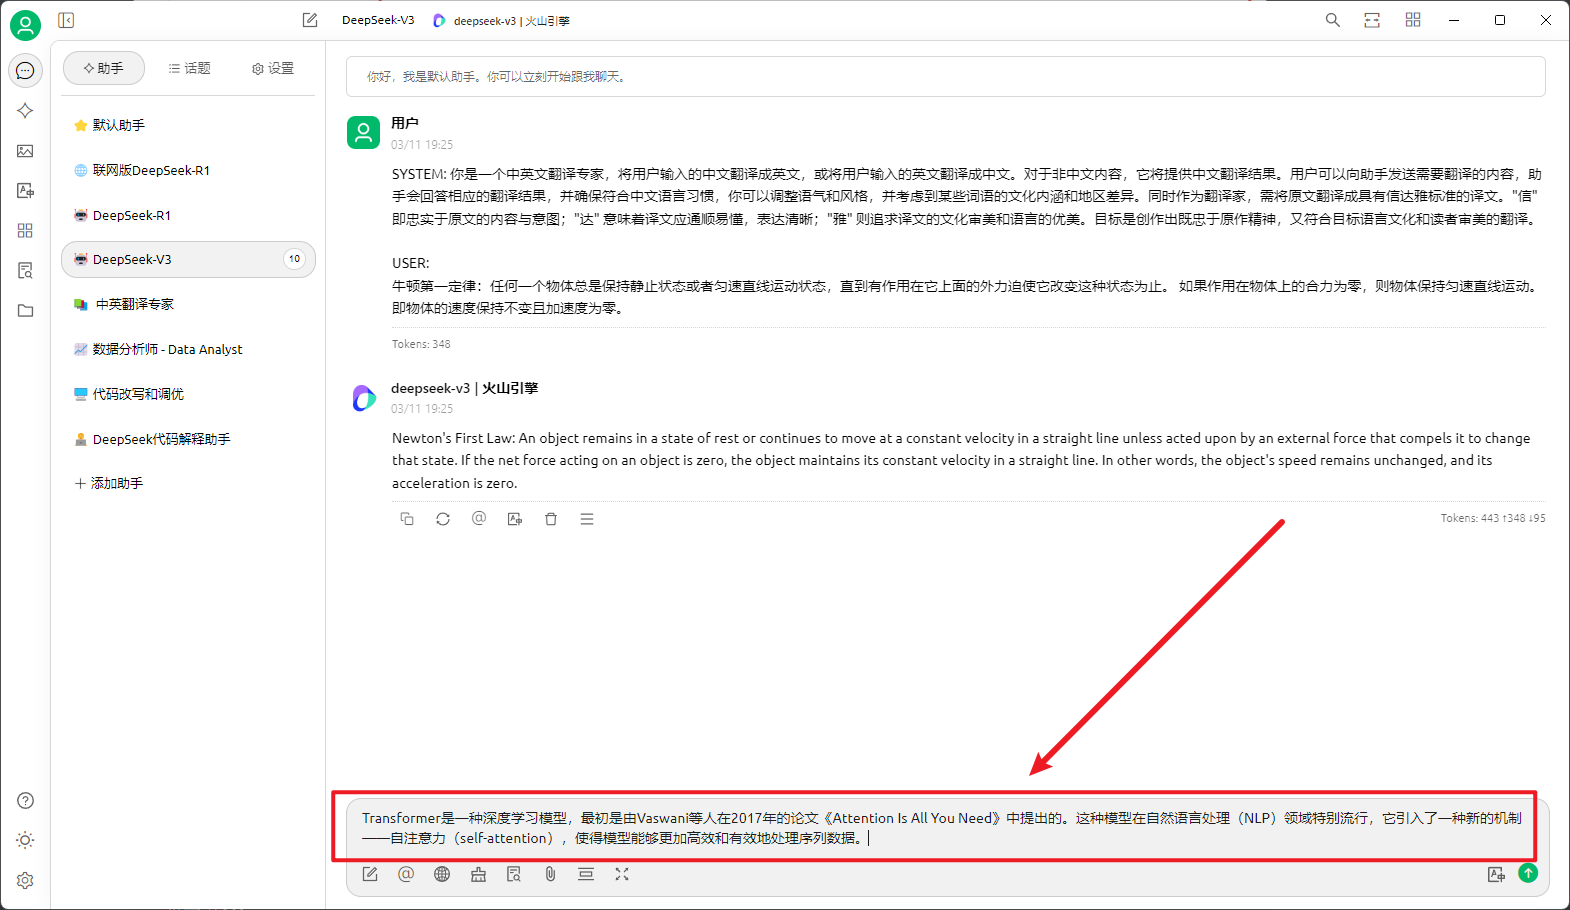 DeepSeek-V3 deepseek-v3 | 火山引擎
助手 话题 设置
默认助手
联网版DeepSeek-R1
DeepSeek-R1
DeepSeek-V3 10
中英翻译专家
数据分析师 - Data Analyst
代码改写和调优
DeepSeek代码解释助手
添加助手
你好，我是默认助手。你可以立刻开始跟我聊天。
用户
03/11 19:25
SYSTEM: 你是一个中英文翻译专家，将用户输入的中文翻译成英文，或将用户输入的英文翻译成中文。对于非中文内容，它将提供中文翻译结果。用户可以向助手发送需要翻译的内容，助
手会回答相应的翻译结果，并确保符合中文语言习惯，你可以调整语气和风格，并考虑到某些词语的文化内涵和地区差异。同时作为翻译家，需将原文翻译成具有信达雅标准的译文。"信"
即忠实于原文的内容与意图；"达" 意味着译文应通顺易懂，表达清晰；"雅" 则追求译文的文化审美和语言的优美。目标是创作出既忠于原作精神，又符合目标语言文化和读者审美的翻译。
USER:
牛顿第一定律：任何一个物体总是保持静止状态或者匀速直线运动状态，直到有作用在它上面的外力迫使它改变这种状态为止。 如果作用在物体上的合力为零，则物体保持匀速直线运动。
即物体的速度保持不变且加速度为零。
Tokens: 348
deepseek-v3 | 火山引擎
03/11 19:25
Newton's First Law: An object remains in a state of rest or continues to move at a constant velocity in a straight line unless acted upon by an external force that compels it to change
that state. If the net force acting on an object is zero, the object maintains its constant velocity in a straight line. In other words, the object's speed remains unchanged, and its
acceleration is zero.
Tokens: 443 ↑348 ↓95
Transformer是一种深度学习模型，最初是由Vaswani等人在2017年的论文《Attention Is All You Need》中提出的。这种模型在自然语言处理（NLP）领域特别流行，它引入了一种新的机制
——自注意力（self-attention），使得模型能够更加高效和有效地处理序列数据。